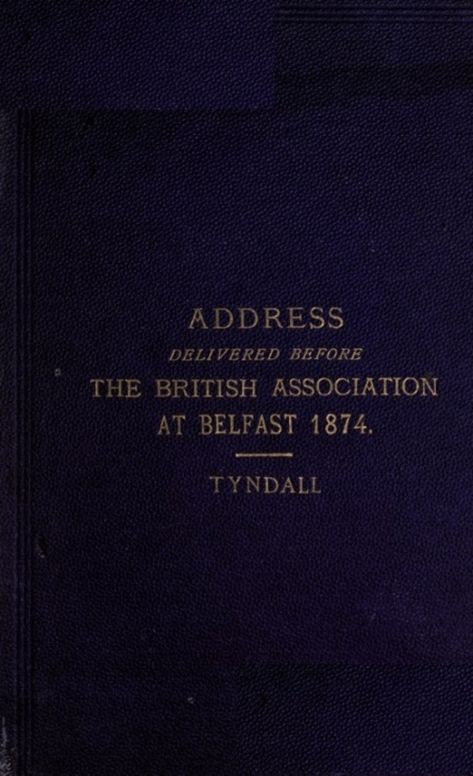 ADDRESS
DELIVERED BEFORE
THE BRITISH ASSOCIATION
AT BELFAST 1874.
TYNDALL